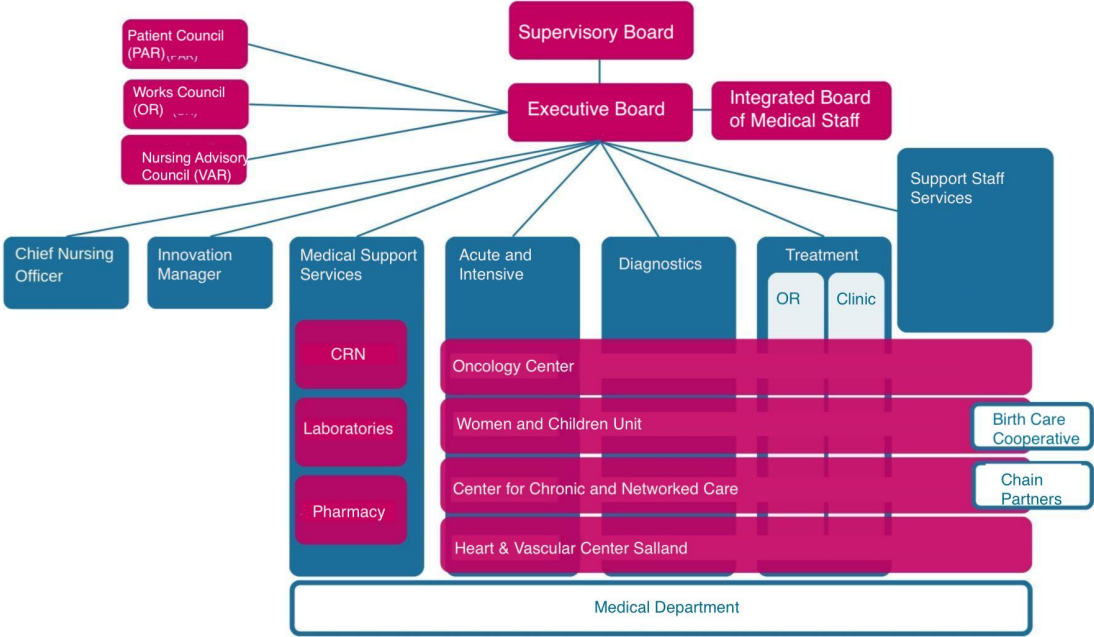 Supervisory Board
Patient Council
(PAR) (PAR)
Works Council
(OR)
Nursing Advisory
Council (VAR)
Executive Board
Integrated Board
of Medical Staff
Support Staff
Services
Chief Nursing
Officer
Innovation
Manager
Medical Support
Services
Acute and
Intensive
Diagnostics
Treatment
OR
Clinic
CRN
Laboratories
Pharmacy
Oncology Center
Women and Children Unit
Birth Care
Cooperative
Center for Chronic and Networked Care
Chain
Partners
Heart & Vascular Center Salland
Medical Department